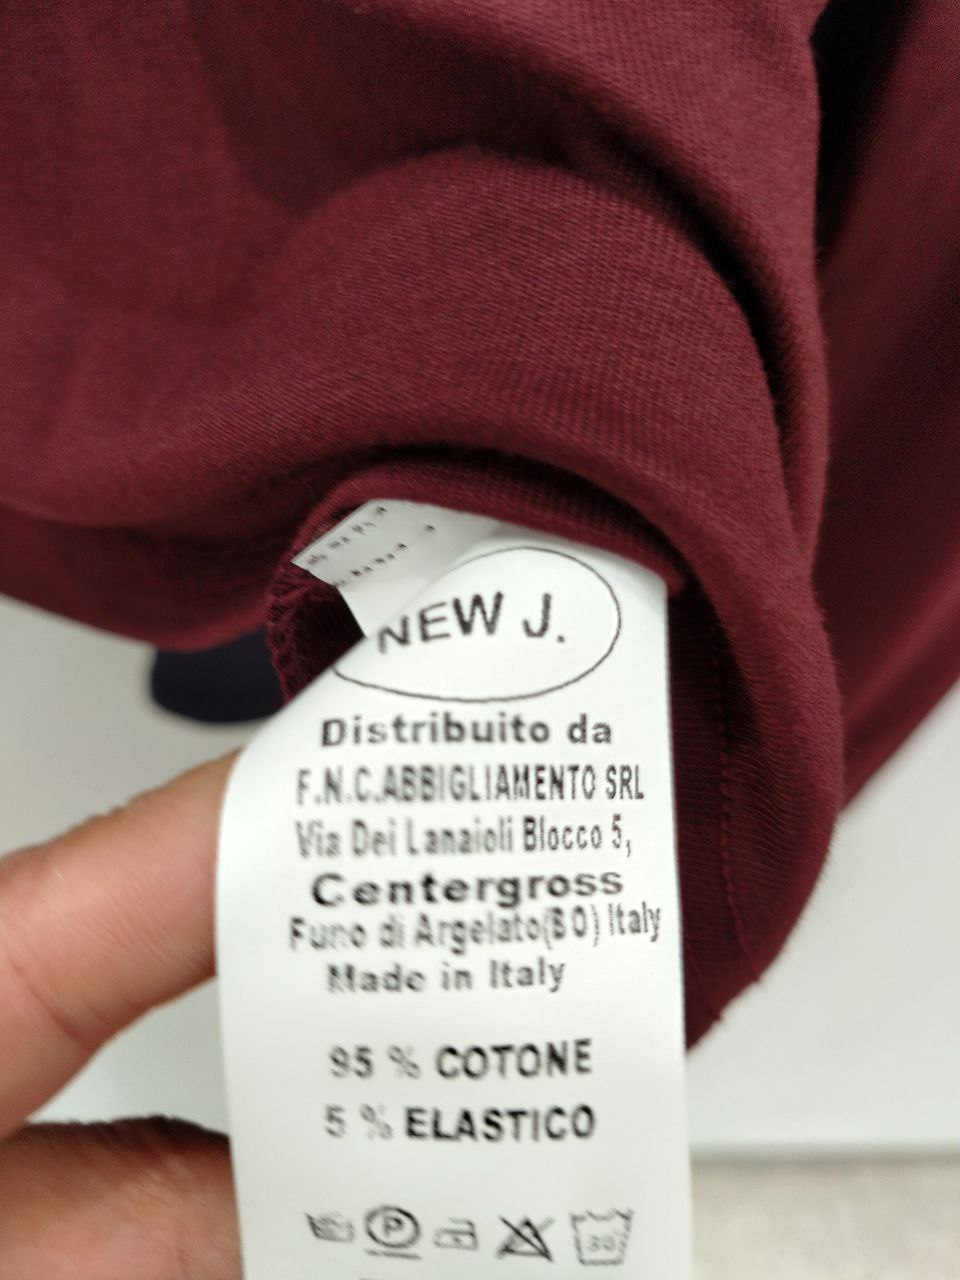 NEW J.
Distribuito da
F.N.C.ABBIGLIAMENTO SRL
Via Dei Lanaioli Blocco 5,
Centergross
Funo di Argelato(BO) Italy
Made in Italy
95 % COTONE
5 % ELASTICO
P
30